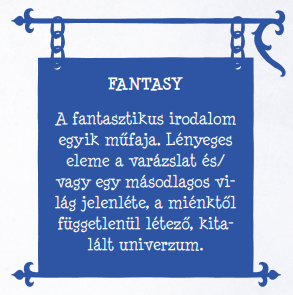 FANTASY
A fantasztikus irodalom
egyik műfaja. Lényeges
eleme a varázslat és/
vagy egy másodlagos vi-
lág jelenléte, a miénktől
függetlenül létező, kita-
lált univerzum.